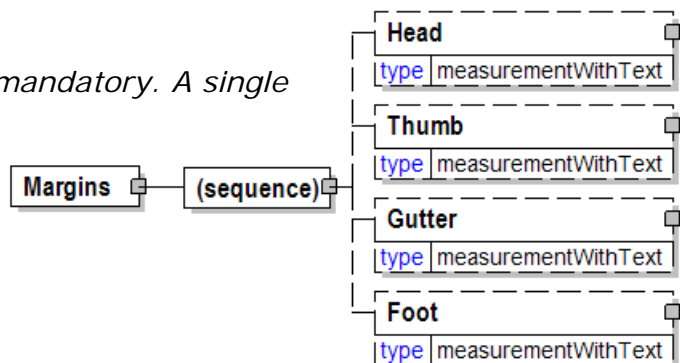 mandatory. A single
Margins
(sequence)
Head
type measurementWithText
Thumb
type measurementWithText
Gutter
type measurementWithText
Foot
type measurementWithText